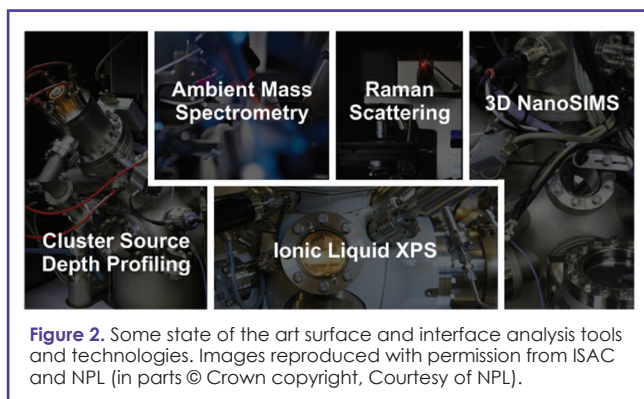 Ambient Mass
Spectrometry
Raman
Scattering
3D NanoSIMS
Cluster Source
Depth Profiling
Ionic Liquid XPS
Figure 2. Some state of the art surface and interface analysis tools
and technologies. Images reproduced with permission from ISAC
and NPL (in parts © Crown copyright, Courtesy of NPL).